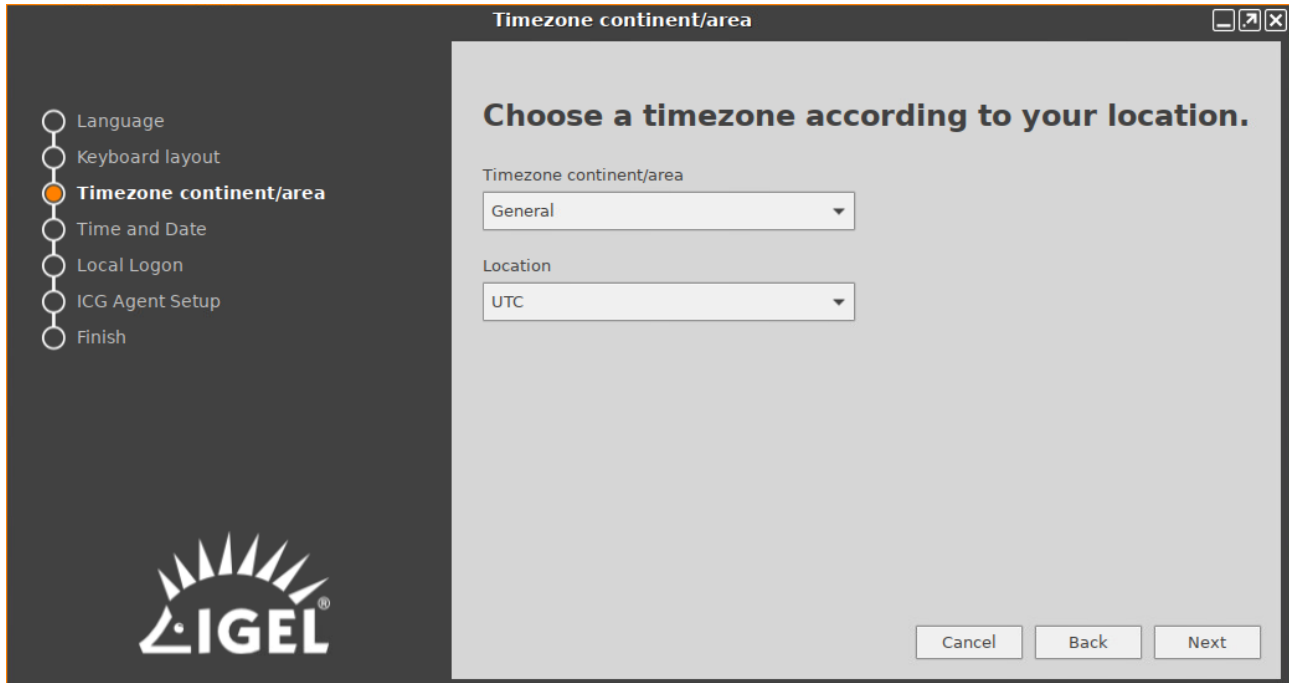 Timezone continent/area
Language
Keyboard layout
Timezone continent/area
Time and Date
Local Logon
ICG Agent Setup
Finish
IGEL®
Choose a timezone according to your location.
Timezone continent/area
General
Location
UTC
Cancel Back Next